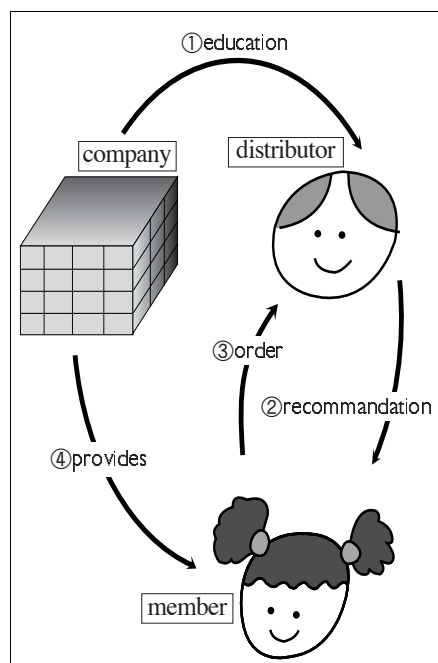 ①education
company
distributor
③order
②recommandation
④provides
member